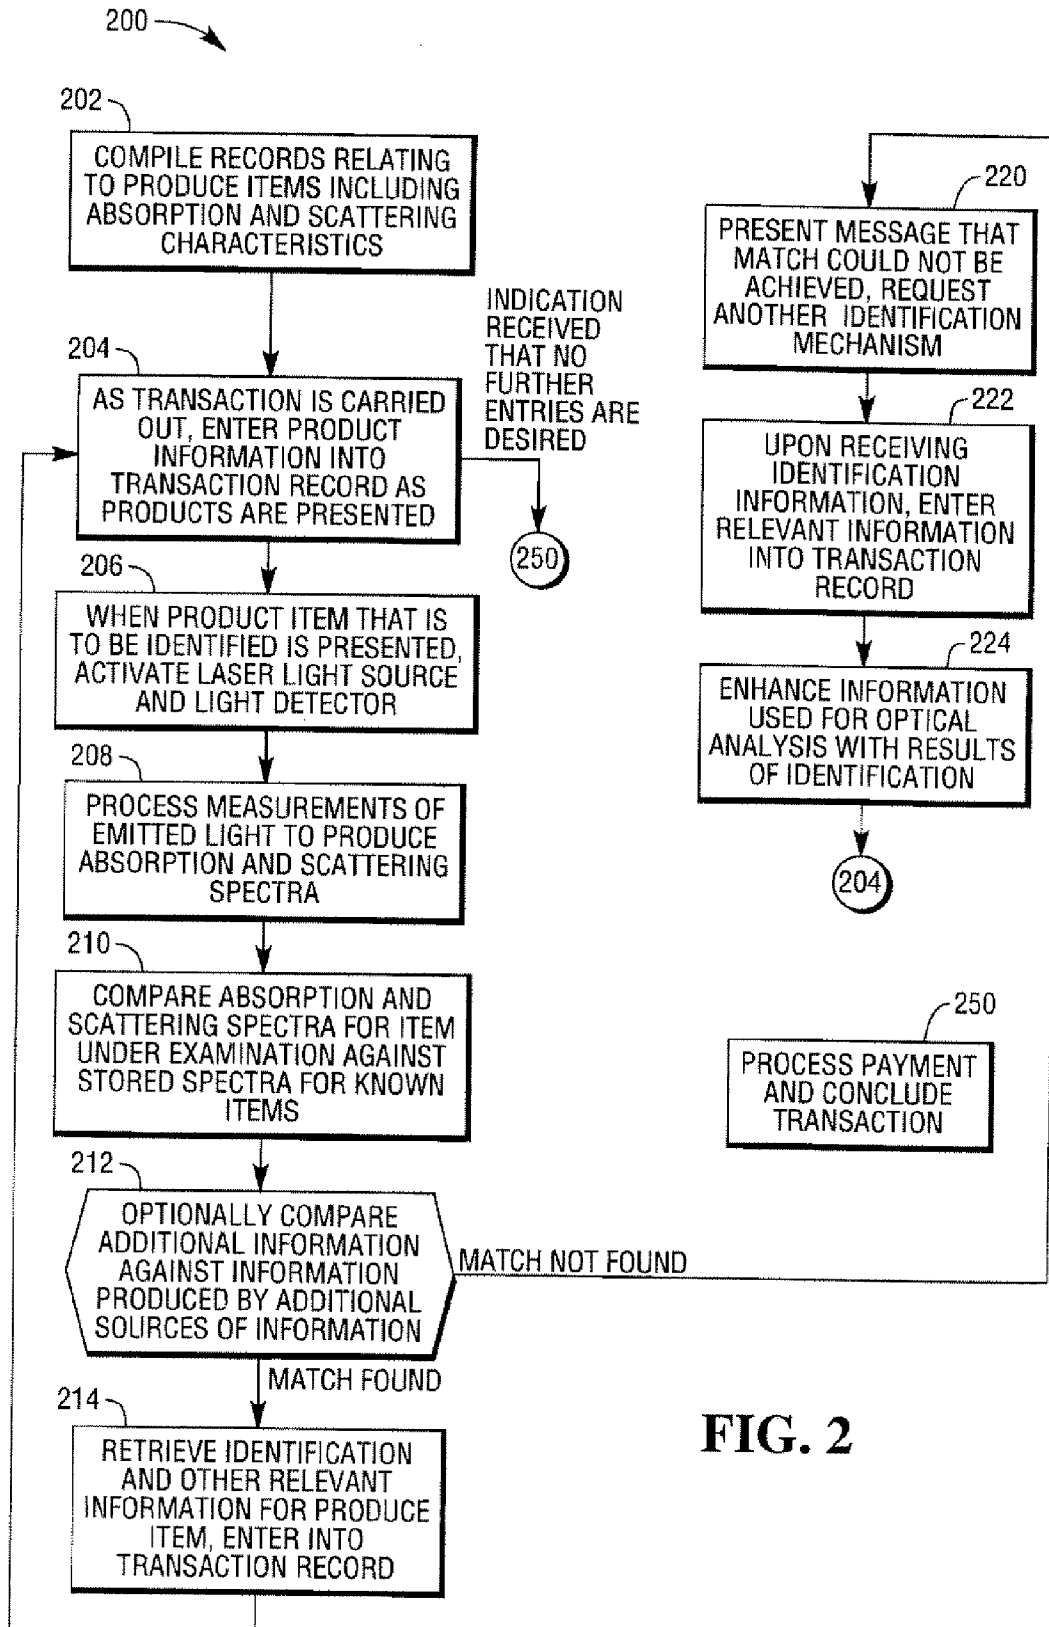 200
202
COMPILE RECORDS RELATING
TO PRODUCE ITEMS INCLUDING
ABSORPTION AND SCATTERING
CHARACTERISTICS
204
AS TRANSACTION IS CARRIED
OUT, ENTER PRODUCT
INFORMATION INTO
TRANSACTION RECORD AS
PRODUCTS ARE PRESENTED
INDICATION
RECEIVED
THAT NO
FURTHER
ENTRIES ARE
DESIRED
250
206
WHEN PRODUCT ITEM THAT IS
TO BE IDENTIFIED IS PRESENTED,
ACTIVATE LASER LIGHT SOURCE
AND LIGHT DETECTOR
208
PROCESS MEASUREMENTS OF
EMITTED LIGHT TO PRODUCE
ABSORPTION AND SCATTERING
SPECTRA
210
COMPARE ABSORPTION AND
SCATTERING SPECTRA FOR ITEM
UNDER EXAMINATION AGAINST
STORED SPECTRA FOR KNOWN
ITEMS
212
OPTIONALLY COMPARE
ADDITIONAL INFORMATION
AGAINST INFORMATION
PRODUCED BY ADDITIONAL
SOURCES OF INFORMATION
MATCH NOT FOUND
MATCH FOUND
214
RETRIEVE IDENTIFICATION
AND OTHER RELEVANT
INFORMATION FOR PRODUCE
ITEM, ENTER INTO
TRANSACTION RECORD
220
PRESENT MESSAGE THAT
MATCH COULD NOT BE
ACHIEVED, REQUEST
ANOTHER IDENTIFICATION
MECHANISM
222
UPON RECEIVING
IDENTIFICATION
INFORMATION, ENTER
RELEVANT INFORMATION
INTO TRANSACTION
RECORD
224
ENHANCE INFORMATION
USED FOR OPTICAL
ANALYSIS WITH RESULTS
OF IDENTIFICATION
204
250
PROCESS PAYMENT
AND CONCLUDE
TRANSACTION
FIG. 2